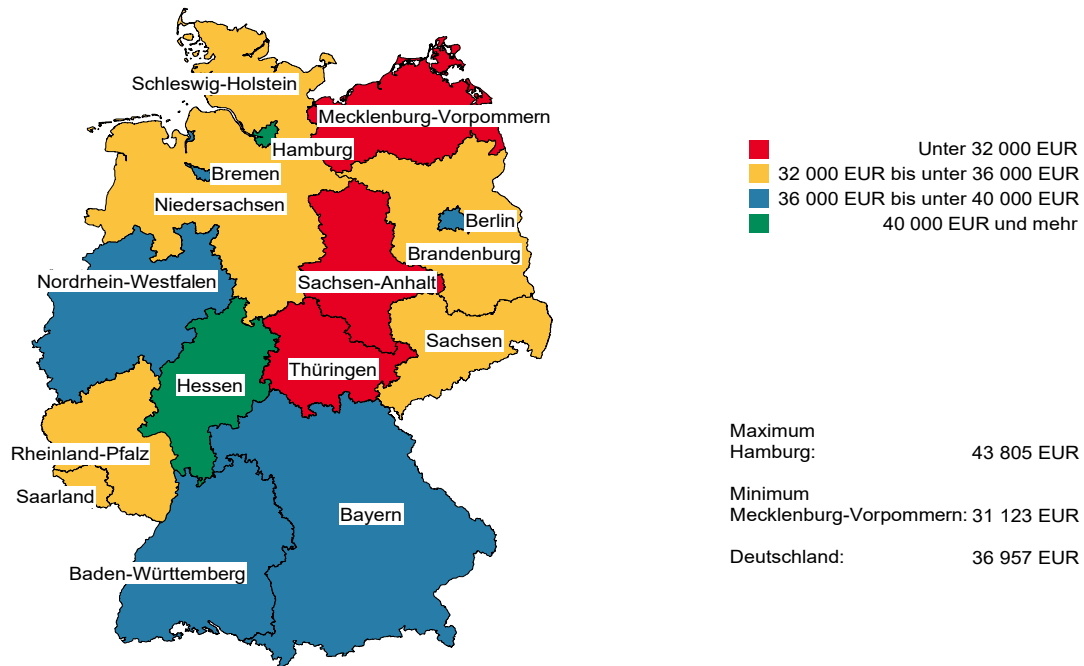 Schleswig-Holstein
Mecklenburg-Vorpommern
Hamburg
Bremen
Niedersachsen
Berlin
Brandenburg
Nordrhein-Westfalen
Sachsen-Anhalt
Sachsen
Thüringen
Hessen
Rheinland-Pfalz
Saarland
Bayern
Baden-Württemberg
Unter 32 000 EUR
32 000 EUR bis unter 36 000 EUR
36 000 EUR bis unter 40 000 EUR
40 000 EUR und mehr
Maximum
Hamburg: 43 805 EUR
Minimum
Mecklenburg-Vorpommern: 31 123 EUR
Deutschland: 36 957 EUR